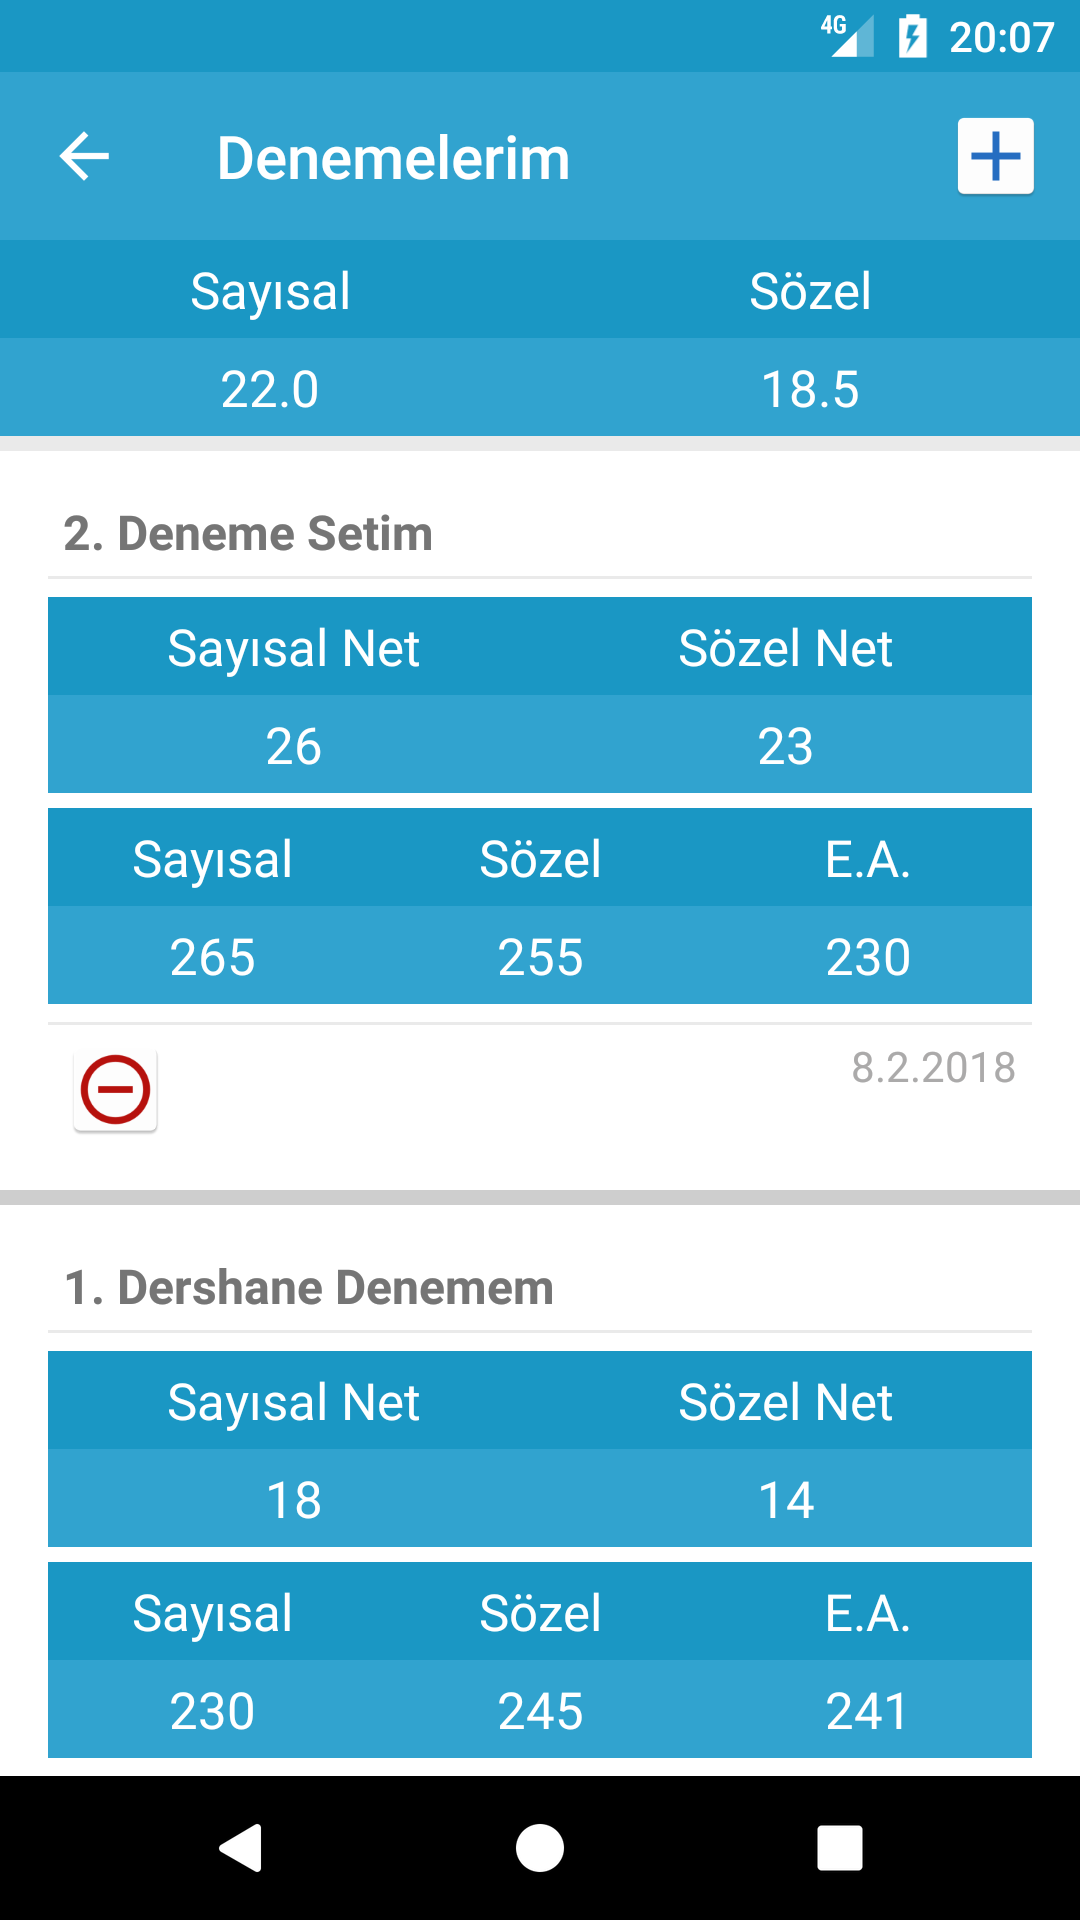 4G 20:07
Denemelerim
Sayısal Sözel
22.0 18.5
2. Deneme Setim
Sayısal Net Sözel Net
26 23
Sayısal Sözel E.A.
265 255 230
8.2.2018
1. Dershane Denemem
Sayısal Net Sözel Net
18 14
Sayısal Sözel E.A.
230 245 241